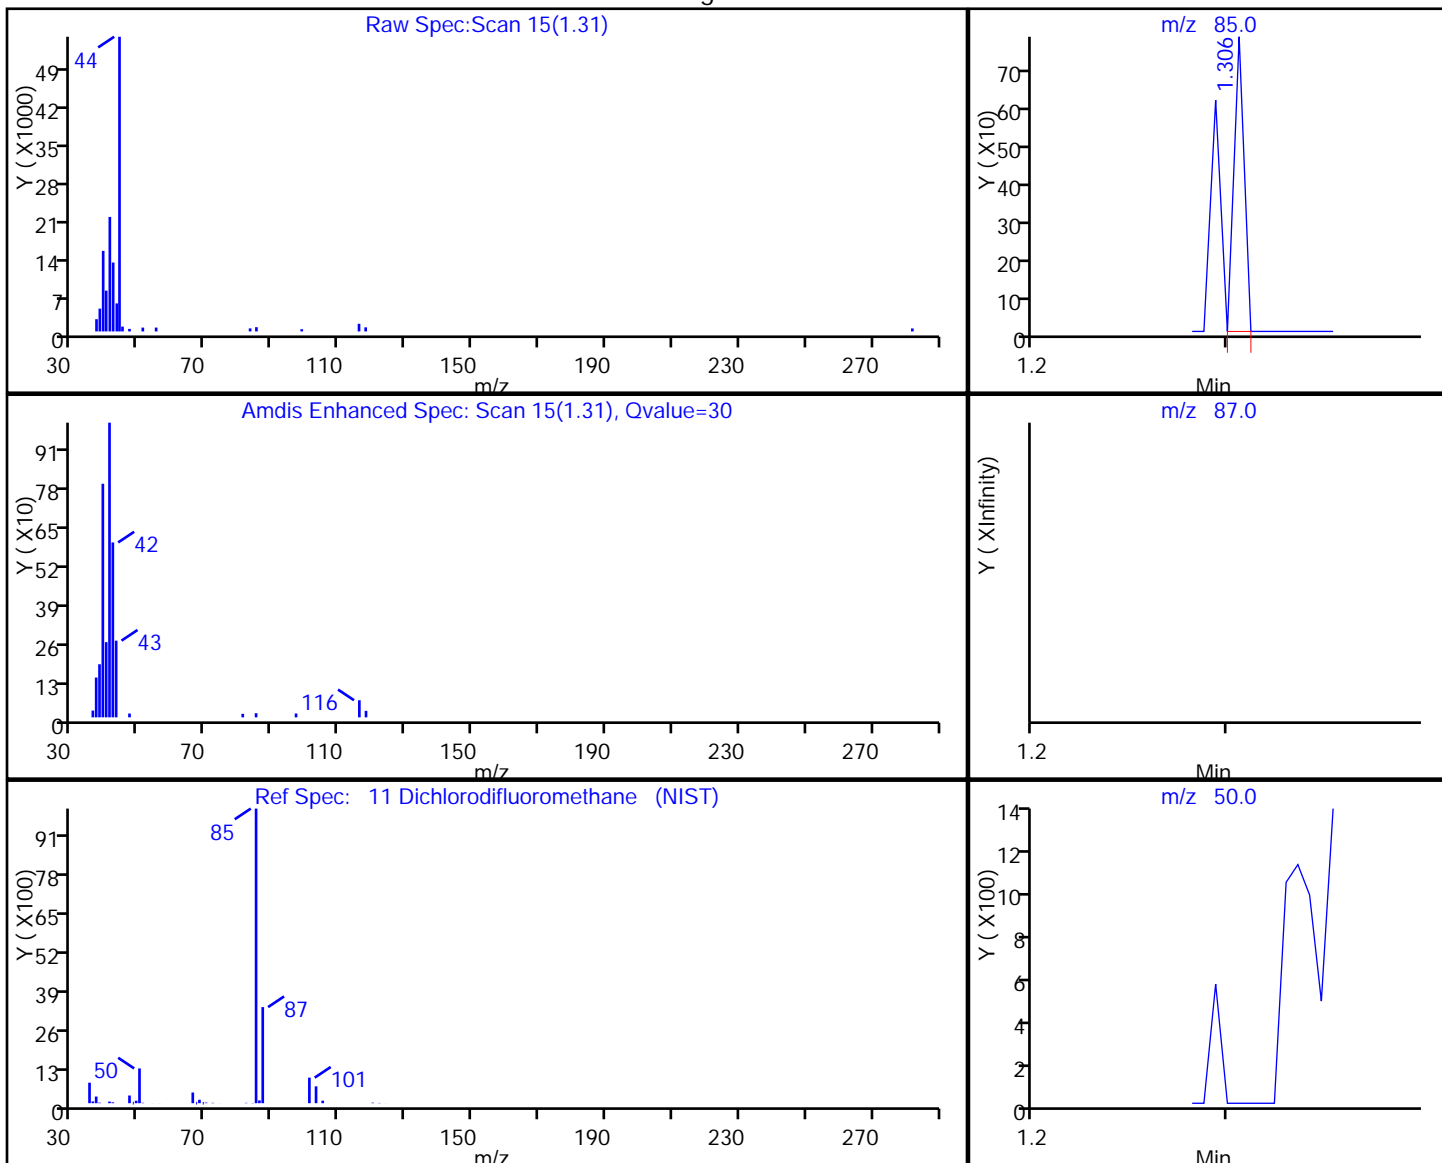 Raw Spec:Scan 15(1.31)
Y ( X1000)
49
42
35
28
21
14
7
0
44
30 70 110 150 190 230 270
m/z
m/z 85.0
Y ( X10)
70
60
50
40
30
20
10
0
1.306
1.2
Min
Amdis Enhanced Spec: Scan 15(1.31), Qvalue=30
Y ( X10)
91
78
65
52
39
26
13
0
42
43
116
30 70 110 150 190 230 270
m/z
m/z 87.0
Y ( XInfinity)
1.2
Min
Ref Spec: 11 Dichlorodifluoromethane (NIST)
Y ( X100)
91
78
65
52
39
26
13
0
85
87
50
101
30 70 110 150 190 230 270
m/z
m/z 50.0
Y ( X100)
14
12
10
8
6
4
2
0
1.2
Min